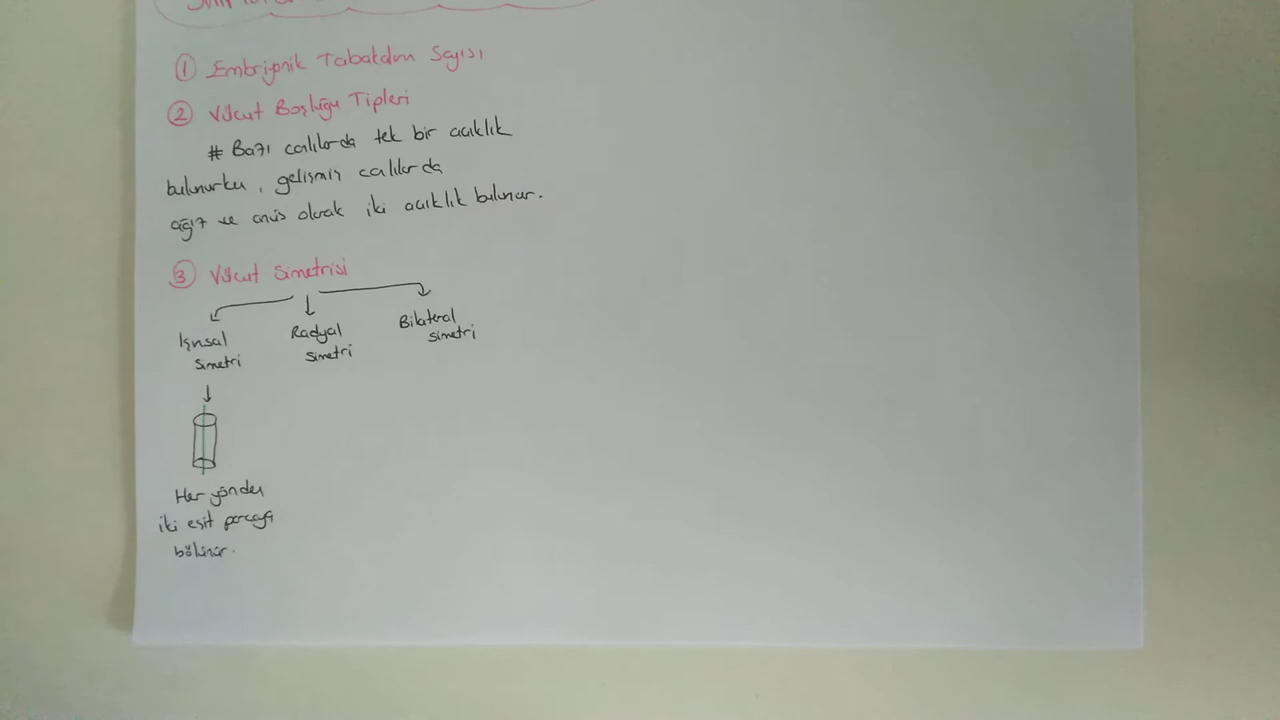 ① Embriyonik Tabakaların Sayısı
② Vücut Boşluğu Tipleri
# Bazı canlılarda tek bir açıklık
bulunurken, gelişmiş canlılarda
ağız ve anüs olarak iki açıklık bulunur.
③ Vücut Simetrisi
Işınsal Simetri
Radyal Simetri
Bilateral Simetri
Her yönden
iki eşit parçaya
bölünür.